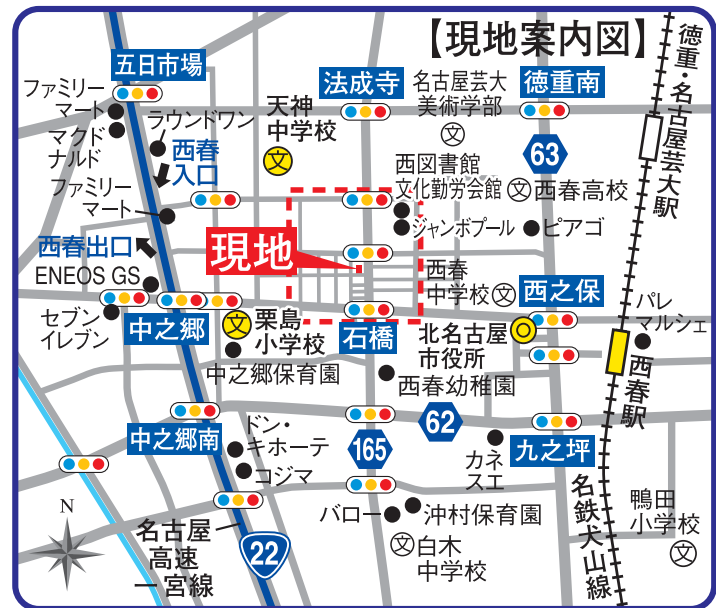 【現地案内図】
五日市場
ファミリー
マート
マクド
ナルド
ラウンドワン
西春
入口
ファミリー
マート
西春出口
ENEOS GS
セブン
イレブン
中之郷
天神
中学校
文
法成寺
名古屋芸大
美術学部
文
徳重南
63
徳重・名古屋芸大駅
西図書館
文化勤労会館
文西春高校
ジャンボプール
ピアゴ
現地
西春
中学校文
西之保
文
栗島
小学校
石橋
北名古屋
市役所
パレ
マルシェ
西春駅
中之郷保育園
西春幼稚園
中之郷南
ドン・
キホーテ
コジマ
165
62
カネ
スエ
九之坪
名鉄犬山線
鴨田
小学校
文
バロー
沖村保育園
文白木
中学校
名古屋
高速
一宮線
22
N